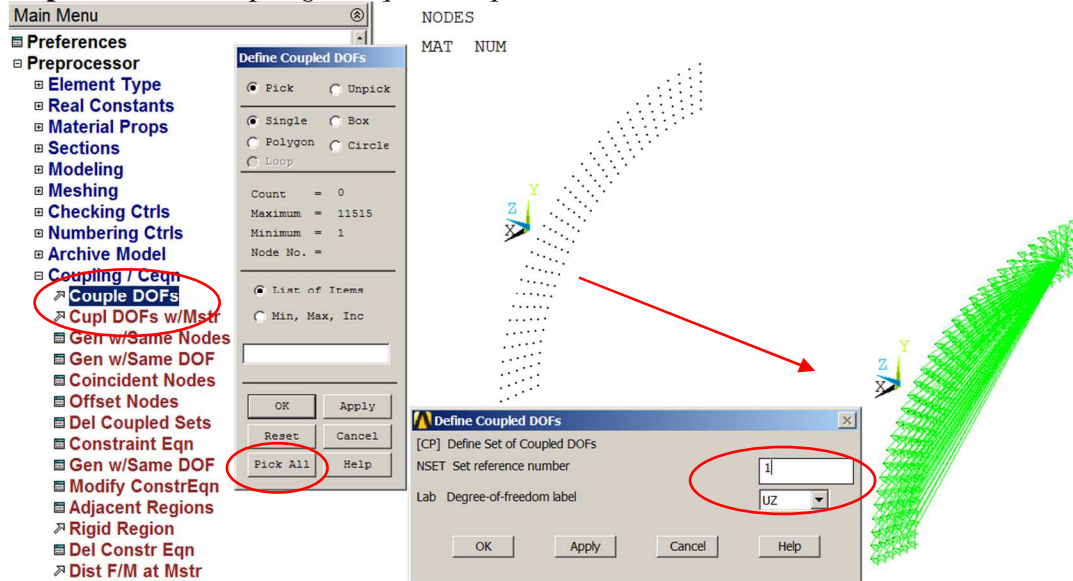 Main Menu
Preferences
Preprocessor
Element Type
Real Constants
Material Props
Sections
Modeling
Meshing
Checking Ctrls
Numbering Ctrls
Archive Model
Coupling / Ceqn
Couple DOFs
Cupl DOFs w/Mstr
Gen w/Same Nodes
Gen w/Same DOF
Coincident Nodes
Offset Nodes
Del Coupled Sets
Constraint Eqn
Gen w/Same DOF
Modify ConstrEqn
Adjacent Regions
Rigid Region
Del Constr Eqn
Dist F/M at Mstr
Define Coupled DOFs
Pick Unpick
Single Box
Polygon Circle
Loop
Count = 0
Maximum = 11515
Minimum = 1
Node No. =
List of Items
Min, Max, Inc
OK Apply
Reset Cancel
Pick All Help
NODES
MAT NUM
Y
Z
X
Y
Z
X
Define Coupled DOFs
[CP] Define Set of Coupled DOFs
NSET Set reference number 1
Lab Degree-of-freedom label UZ
OK Apply Cancel Help